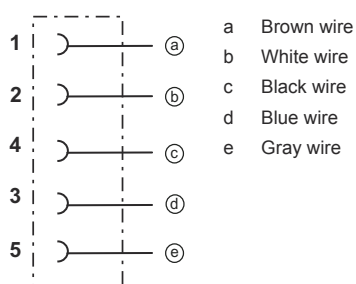 1 ⓐ
2 ⓑ
4 ⓒ
3 ⓓ
5 ⓔ
a Brown wire
b White wire
c Black wire
d Blue wire
e Gray wire